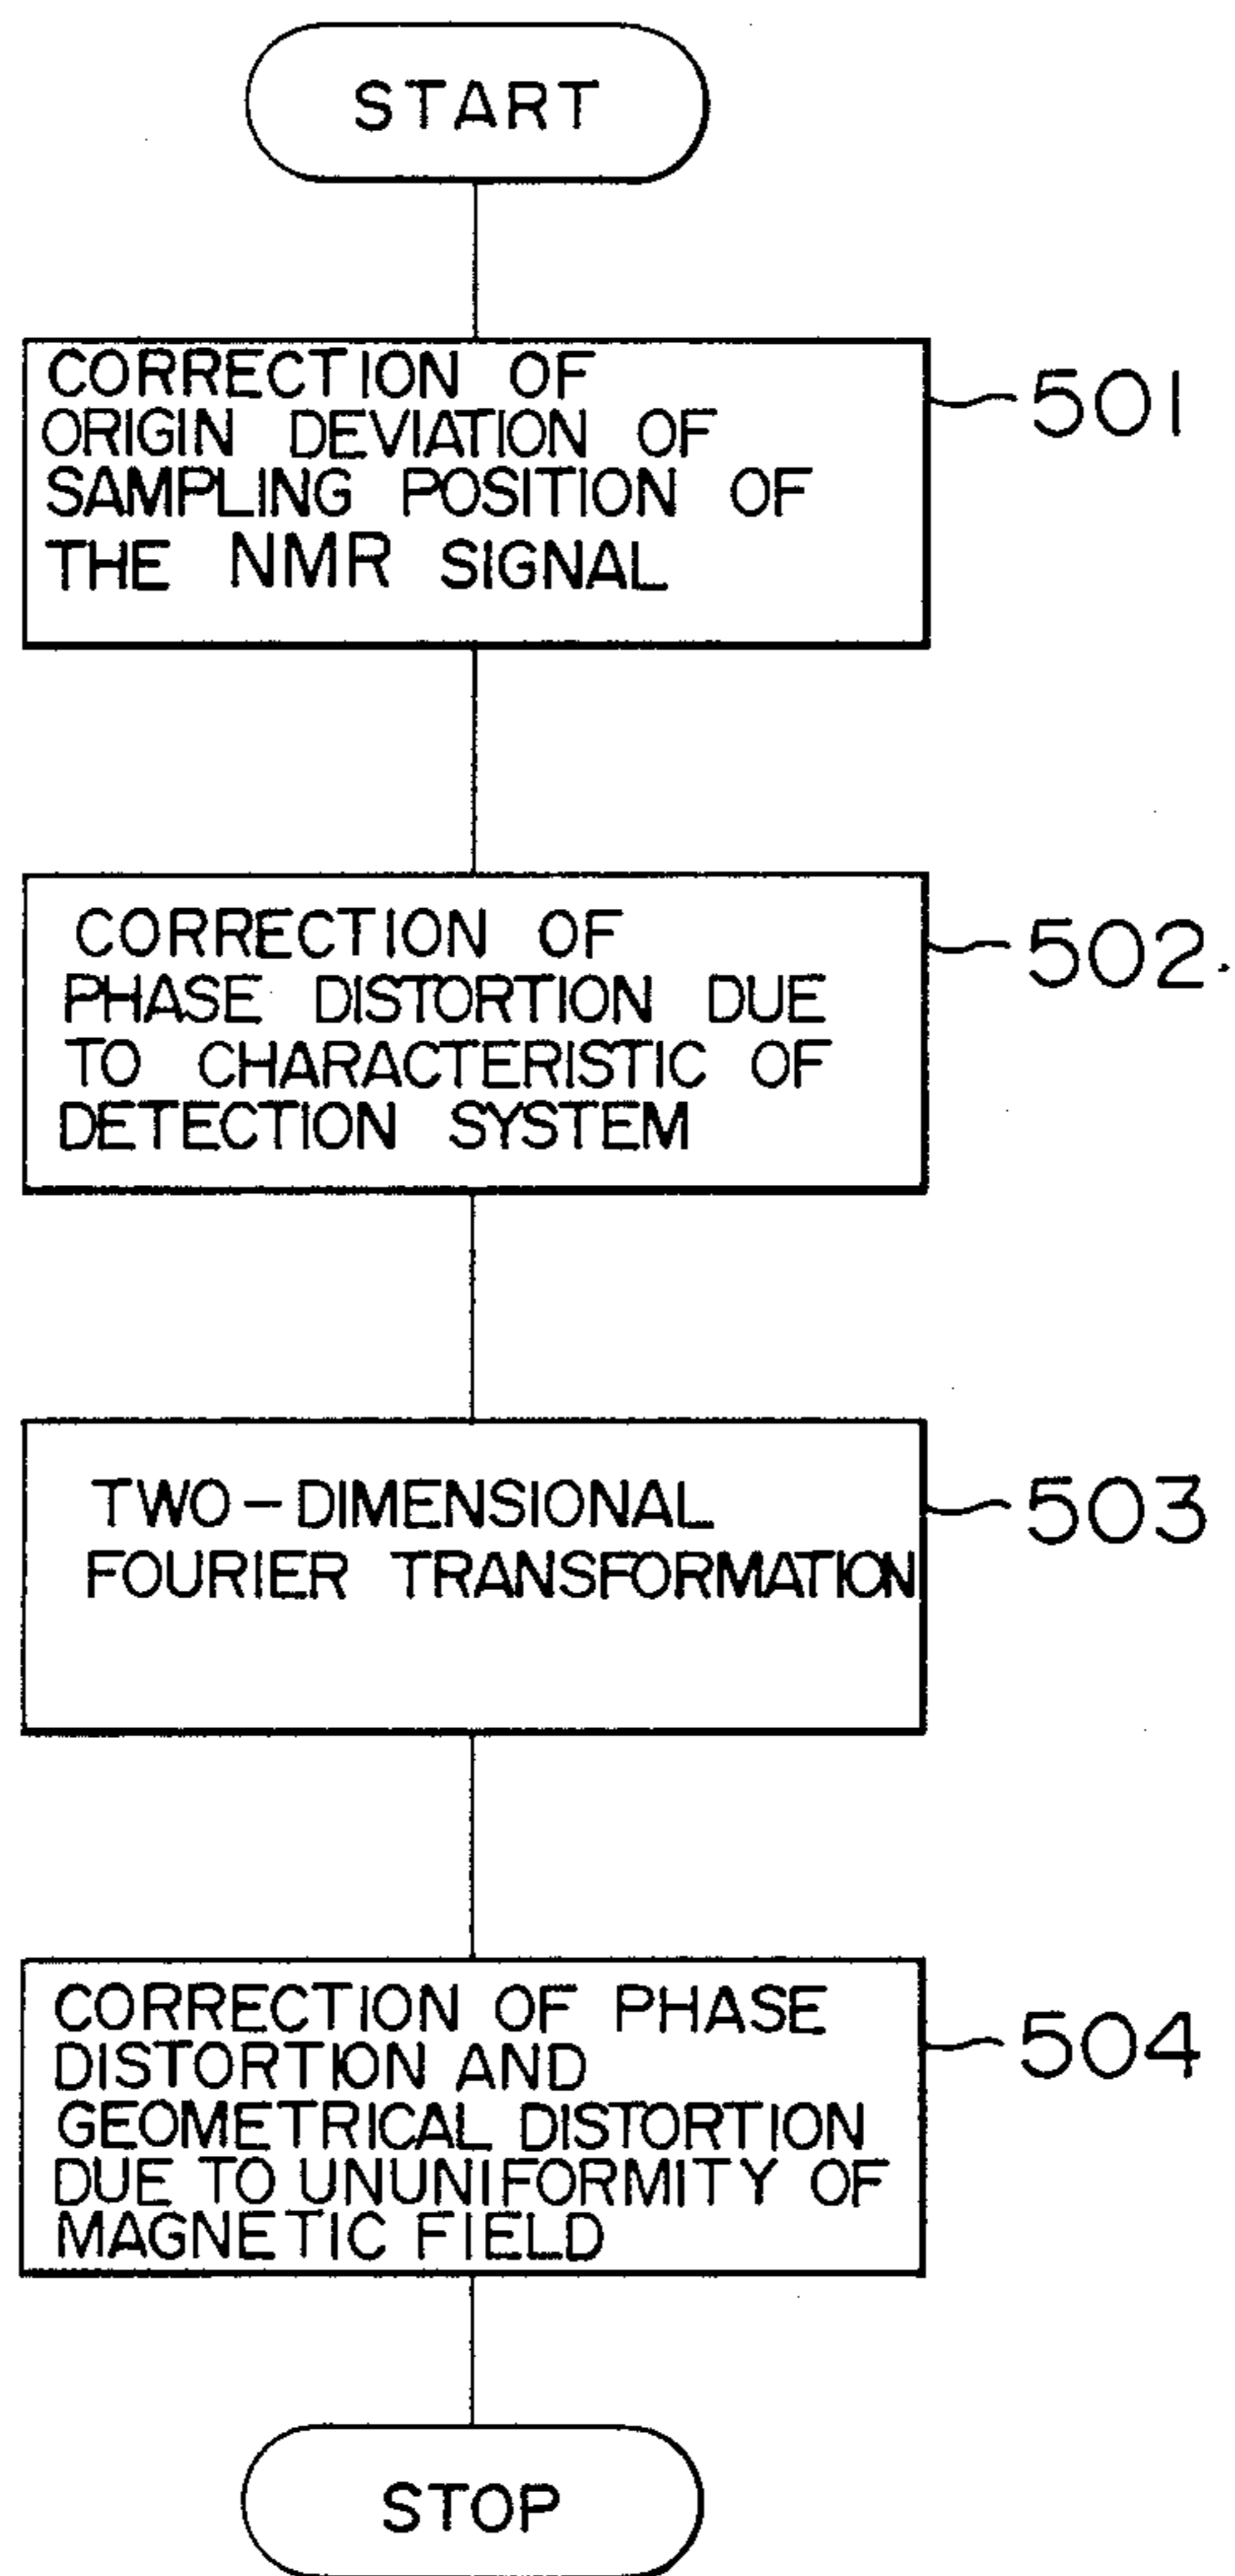 START
CORRECTION OF
ORIGIN DEVIATION OF
SAMPLING POSITION OF
THE NMR SIGNAL
501
CORRECTION OF
PHASE DISTORTION DUE
TO CHARACTERISTIC OF
DETECTION SYSTEM
502
TWO-DIMENSIONAL
FOURIER TRANSFORMATION
503
CORRECTION OF PHASE
DISTORTION AND
GEOMETRICAL DISTORTION
DUE TO UNUNIFORMITY OF
MAGNETIC FIELD
504
STOP